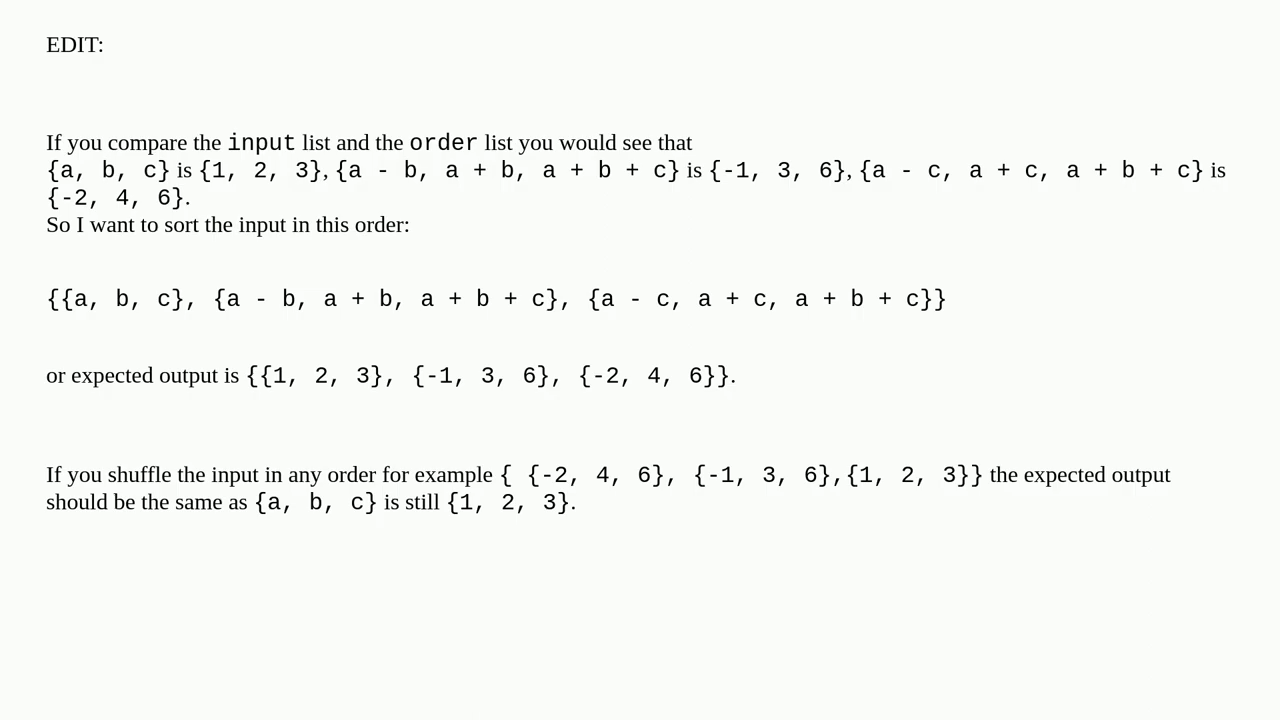 EDIT:
If you compare the input list and the order list you would see that
{a, b, c} is {1, 2, 3}, {a - b, a + b, a + b + c} is {-1, 3, 6}, {a - c, a + c, a + b + c} is
{-2, 4, 6}.
So I want to sort the input in this order:
{{a, b, c}, {a - b, a + b, a + b + c}, {a - c, a + c, a + b + c}}
or expected output is {{1, 2, 3}, {-1, 3, 6}, {-2, 4, 6}}.
If you shuffle the input in any order for example { {-2, 4, 6}, {-1, 3, 6},{1, 2, 3}} the expected output
should be the same as {a, b, c} is still {1, 2, 3}.